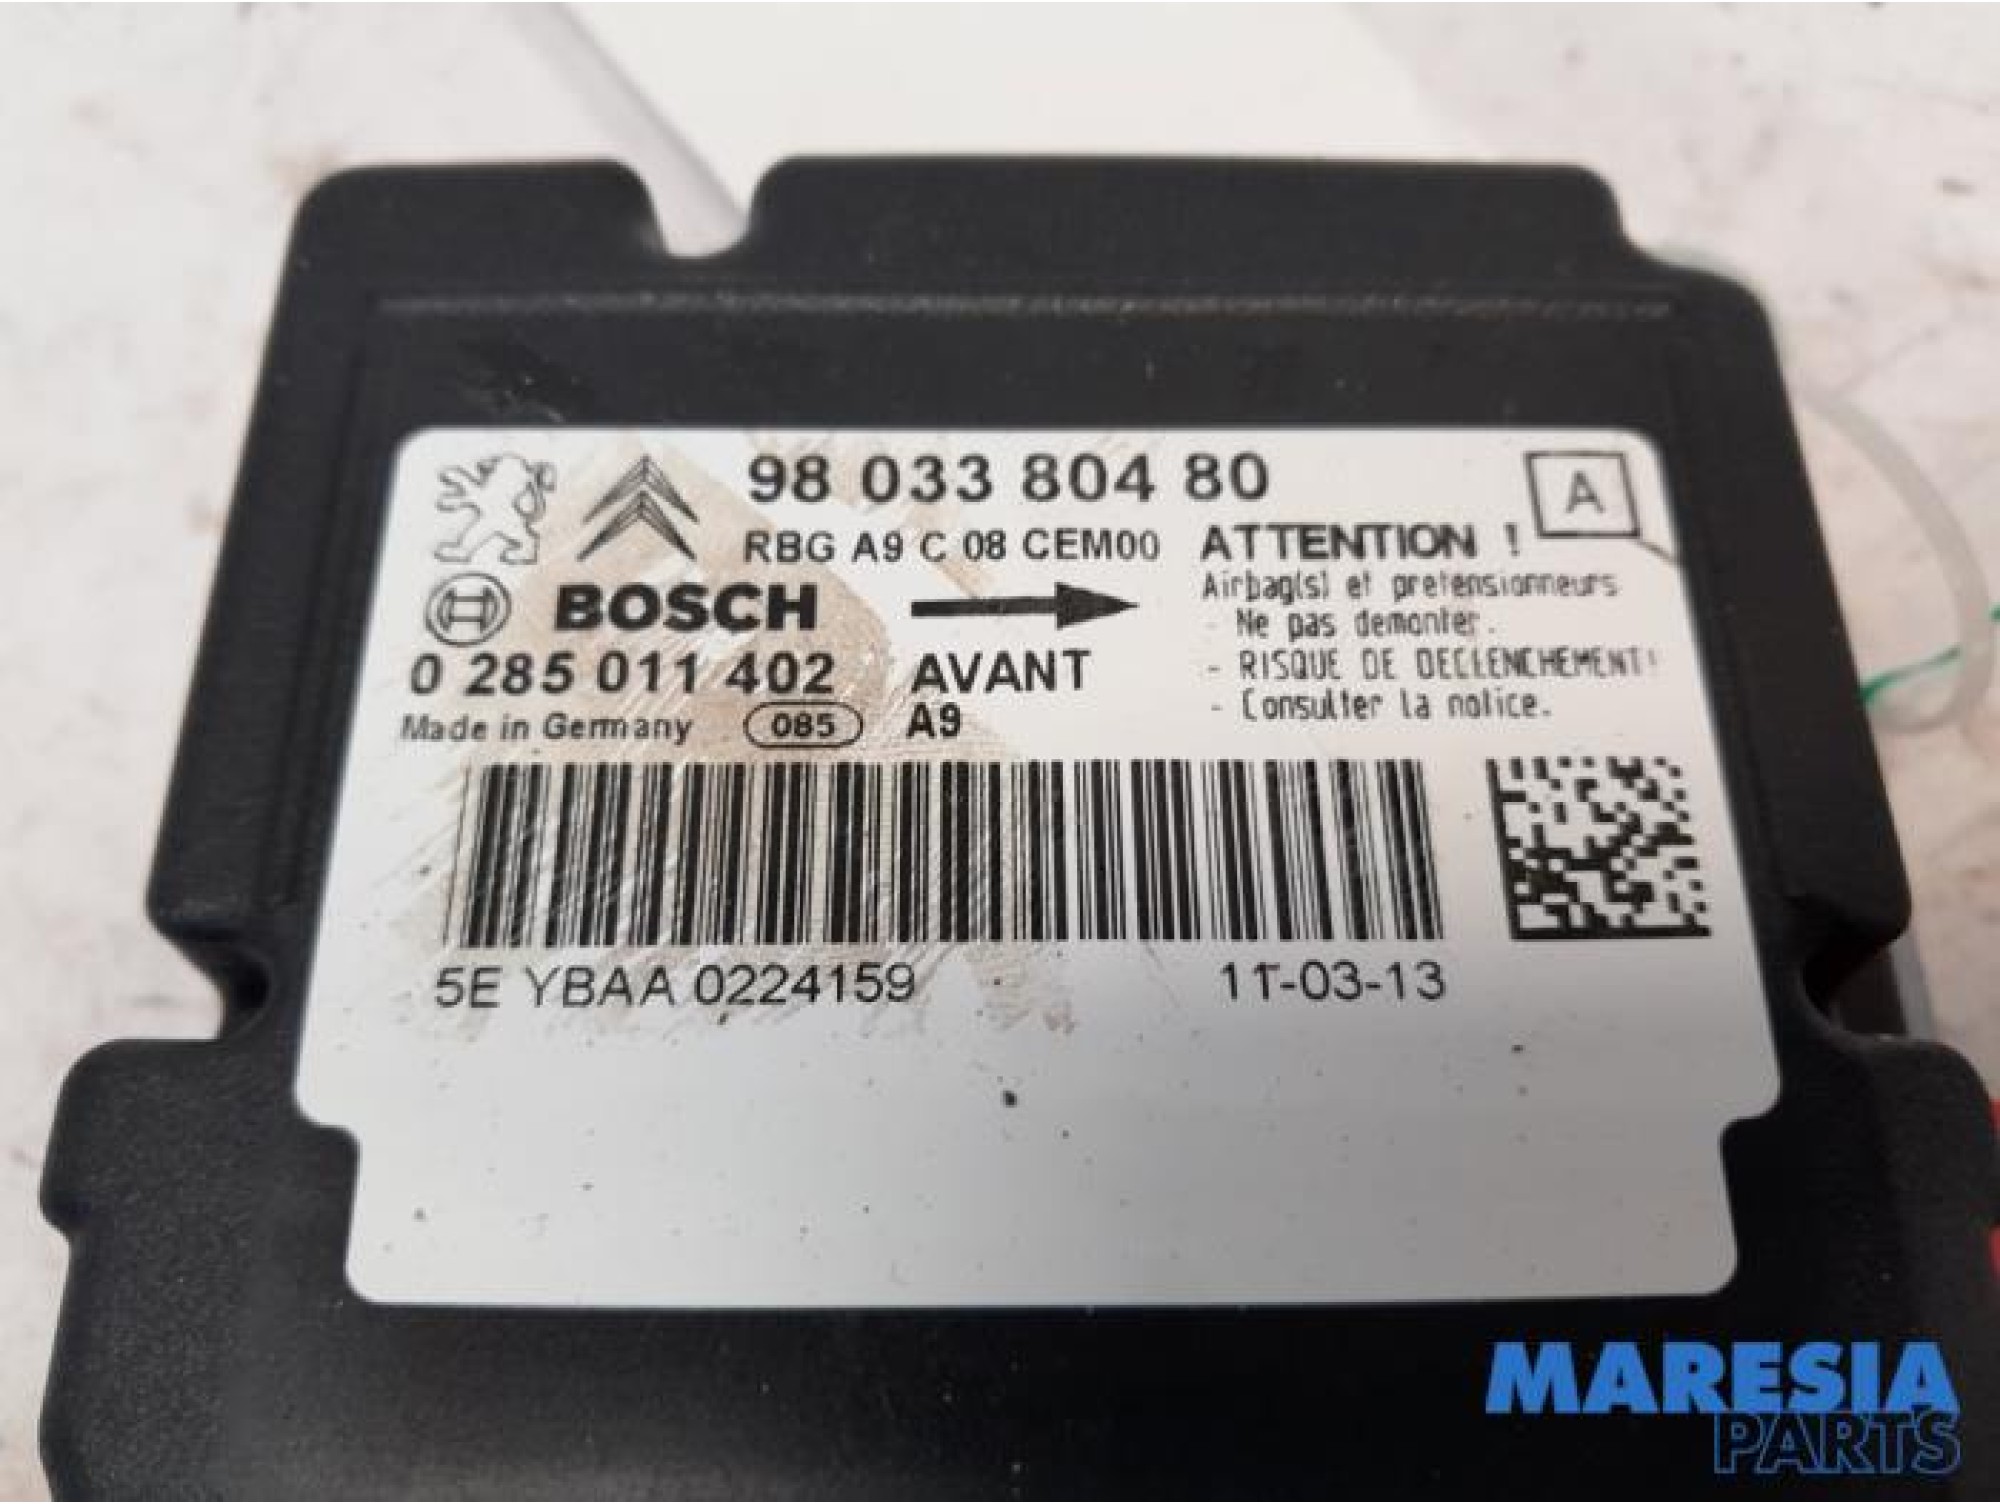 98 033 804 80
A
RBG A9 C 08 CEM00
ATTENTION !
Airbag(s) et pretensionneurs
- Ne pas demonter.
- RISQUE DE DECLENCHEMENT!
- Consulter la notice.
BOSCH
0 285 011 402
AVANT
Made in Germany
085
A9
5E YBAA 0224159
11-03-13
MARESIA
PARTS